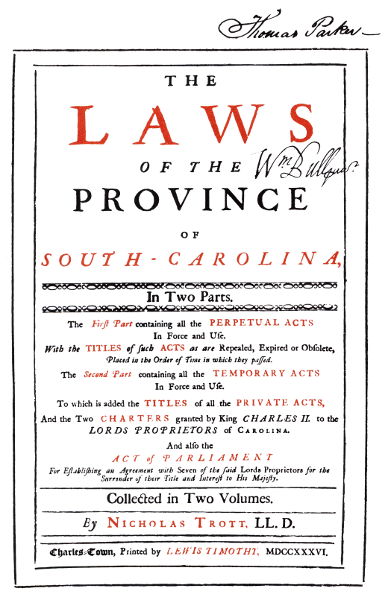 Thomas Parker
THE
LAWS
OF THE
Wm Bull
PROVINCE
OF
SOUTH-CAROLINA,
In Two Parts.
The First Part containing all the PERPETUAL ACTS
In Force and Uſe.
With the TITLES of ſuch ACTS as are Repealed, Expired or Obſolete,
Placed in the Order of Time in which they paſſed.
The Second Part containing all the TEMPORARY ACTS
In Force and Uſe.
To which is added the TITLES of all the PRIVATE ACTS,
And the Two CHARTERS granted by King CHARLES II. to the
LORDS PROPRIETORS of CAROLINA.
And alſo the
ACT of PARLIAMENT
For Eſtabliſhing an Agreement with Seven of the ſaid Lords Proprietors for the
Surrender of their Title and Intereſt to His Majeſty.
Collected in Two Volumes.
By NICHOLAS TROTT, LL. D.
Charles-Town, Printed by LEWIS TIMOTHY, MDCCXXXVI.